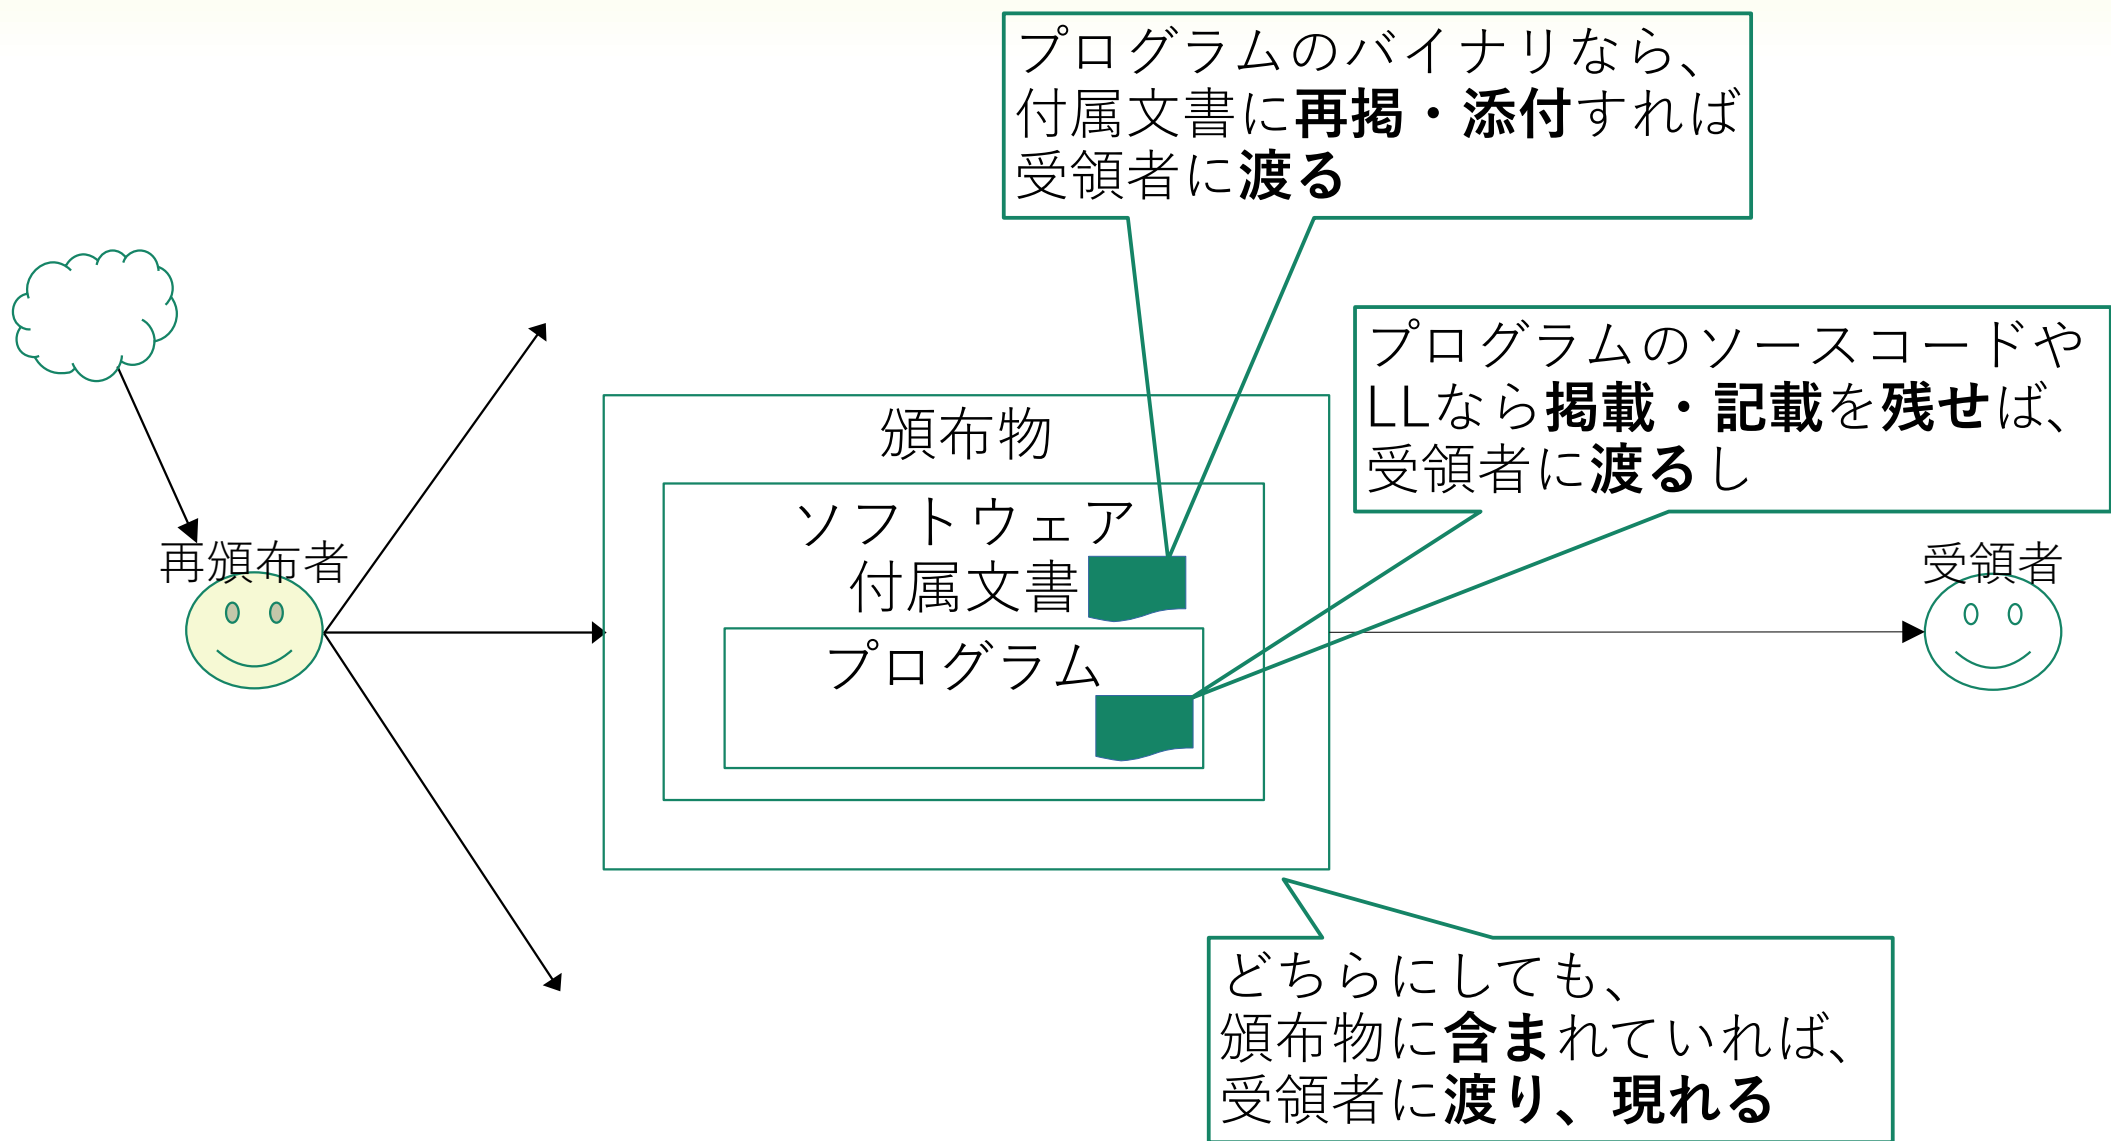 プログラムのバイナリなら、
付属文書に再掲・添付すれば
受領者に渡る
プログラムのソースコードや
LLなら掲載・記載を残せば、
受領者に渡るし
頒布物
ソフトウェア
付属文書
プログラム
再頒布者
受領者
どちらにしても、
頒布物に含まれていれば、
受領者に渡り、現れる